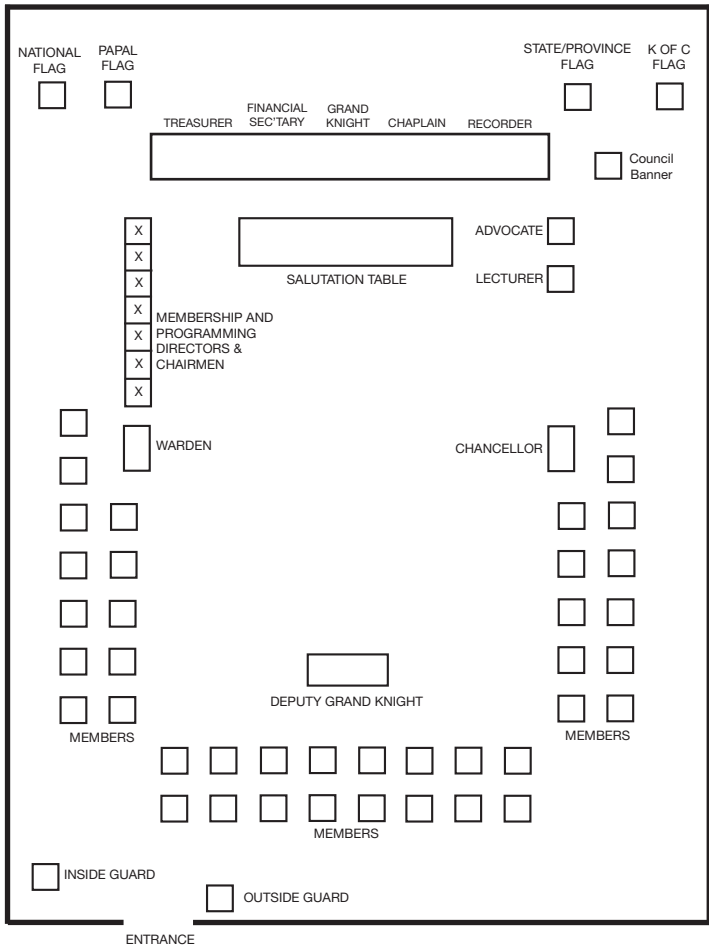 NATIONAL
FLAG
PAPAL
FLAG
STATE/PROVINCE
FLAG
K OF C
FLAG
TREASURER
FINANCIAL
SEC'TARY
GRAND
KNIGHT
CHAPLAIN
RECORDER
Council
Banner
X
X
X
X
X
X
X
ADVOCATE
SALUTATION TABLE
LECTURER
MEMBERSHIP AND
PROGRAMMING
DIRECTORS &
CHAIRMEN
WARDEN
CHANCELLOR
DEPUTY GRAND KNIGHT
MEMBERS
MEMBERS
MEMBERS
INSIDE GUARD
OUTSIDE GUARD
ENTRANCE